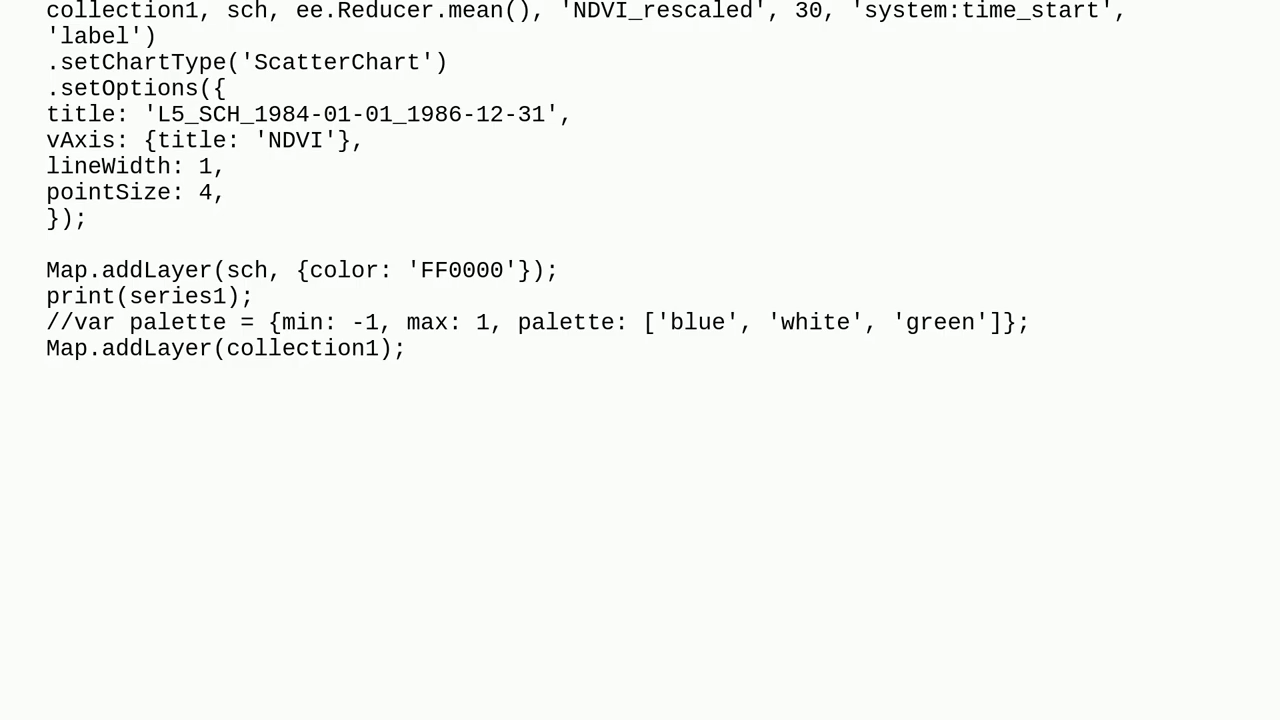 collection1, sch, ee.Reducer.mean(), 'NDVI_rescaled', 30, 'system:time_start',
'label')
.setChartType('ScatterChart')
.setOptions({
title: 'L5_SCH_1984-01-01_1986-12-31',
vAxis: {title: 'NDVI'},
lineWidth: 1,
pointSize: 4,
});

Map.addLayer(sch, {color: 'FF0000'});
print(series1);
//var palette = {min: -1, max: 1, palette: ['blue', 'white', 'green']};
Map.addLayer(collection1);